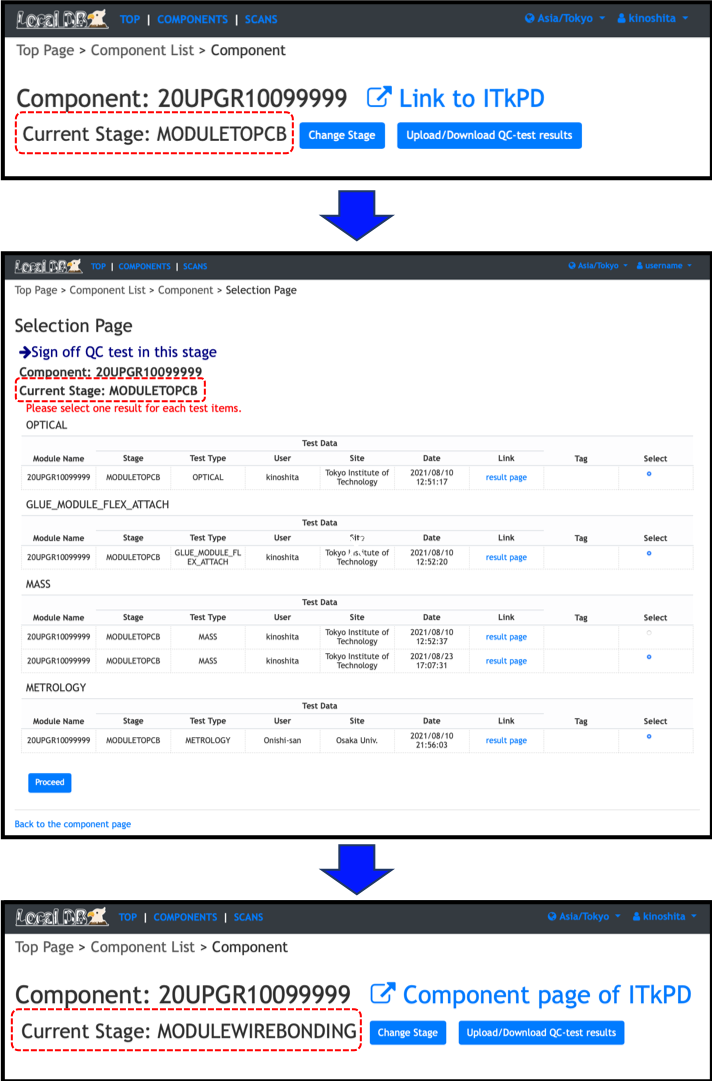 Local DB TOP | COMPONENTS | SCANS Asia/Tokyo kinoshita
Top Page > Component List > Component
Component: 20UPGR10099999 Link to ITkPD
Current Stage: MODULETOPCB Change Stage Upload/Download QC-test results
Local DB TOP | COMPONENTS | SCANS Asia/Tokyo username
Top Page > Component List > Component > Selection Page
Selection Page
➔Sign off QC test in this stage
Component: 20UPGR10099999
Current Stage: MODULETOPCB
Please select one result for each test items.
OPTICAL
Test Data
Module Name Stage Test Type User Site Date Link Tag Select
20UPGR10099999 MODULETOPCB OPTICAL kinoshita Tokyo Institute of Technology 2021/08/10 12:51:17 result page
GLUE_MODULE_FLEX_ATTACH
Test Data
Module Name Stage Test Type User Site Date Link Tag Select
20UPGR10099999 MODULETOPCB GLUE_MODULE_FLEX_ATTACH kinoshita Tokyo Institute of Technology 2021/08/10 12:52:20 result page
MASS
Test Data
Module Name Stage Test Type User Site Date Link Tag Select
20UPGR10099999 MODULETOPCB MASS kinoshita Tokyo Institute of Technology 2021/08/10 12:52:37 result page
20UPGR10099999 MODULETOPCB MASS kinoshita Tokyo Institute of Technology 2021/08/23 17:07:31 result page
METROLOGY
Test Data
Module Name Stage Test Type User Site Date Link Tag Select
20UPGR10099999 MODULETOPCB METROLOGY Onishi-san Osaka Univ. 2021/08/10 21:56:03 result page
Proceed
Back to the component page
Local DB TOP | COMPONENTS | SCANS Asia/Tokyo kinoshita
Top Page > Component List > Component
Component: 20UPGR10099999 Component page of ITkPD
Current Stage: MODULEWIREBONDING Change Stage Upload/Download QC-test results